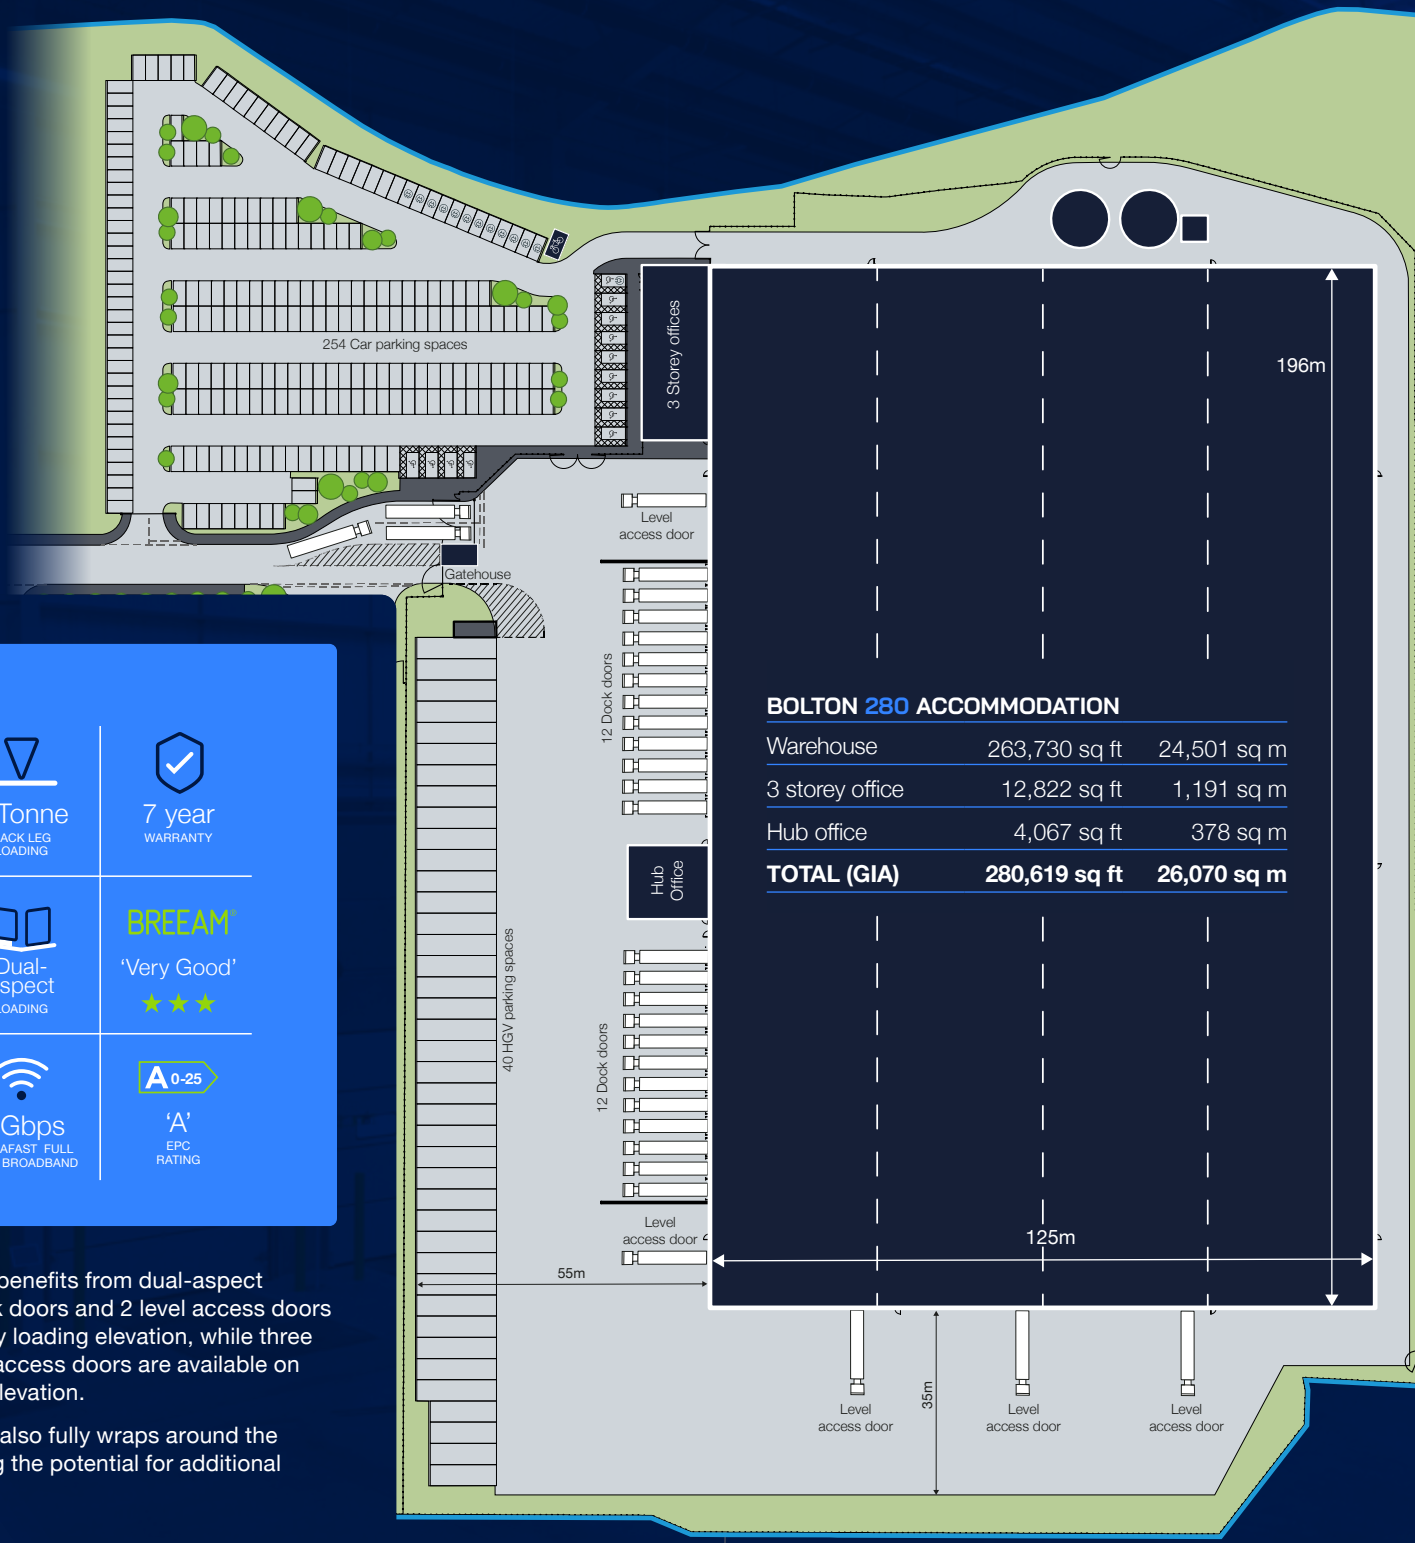 254 Car parking spaces
3 Storey offices
196m
Level
access door
Gatehouse
12 Dock doors
BOLTON 280 ACCOMMODATION
Warehouse 263,730 sq ft 24,501 sq m
3 storey office 12,822 sq ft 1,191 sq m
Hub office 4,067 sq ft 378 sq m
TOTAL (GIA) 280,619 sq ft 26,070 sq m
Hub
Office
40 HGV parking spaces
12 Dock doors
Level
access door
55m
125m
35m
Level
access door
Level
access door
Level
access door
Tonne
ACK LEG
LOADING
7 year
WARRANTY
Dual-
spect
LOADING
BREEAM®
‘Very Good’
Gbps
AFAST FULL
BROADBAND
A 0-25
‘A’
EPC
RATING
benefits from dual-aspect
k doors and 2 level access doors
y loading elevation, while three
access doors are available on
levation.
also fully wraps around the
g the potential for additional